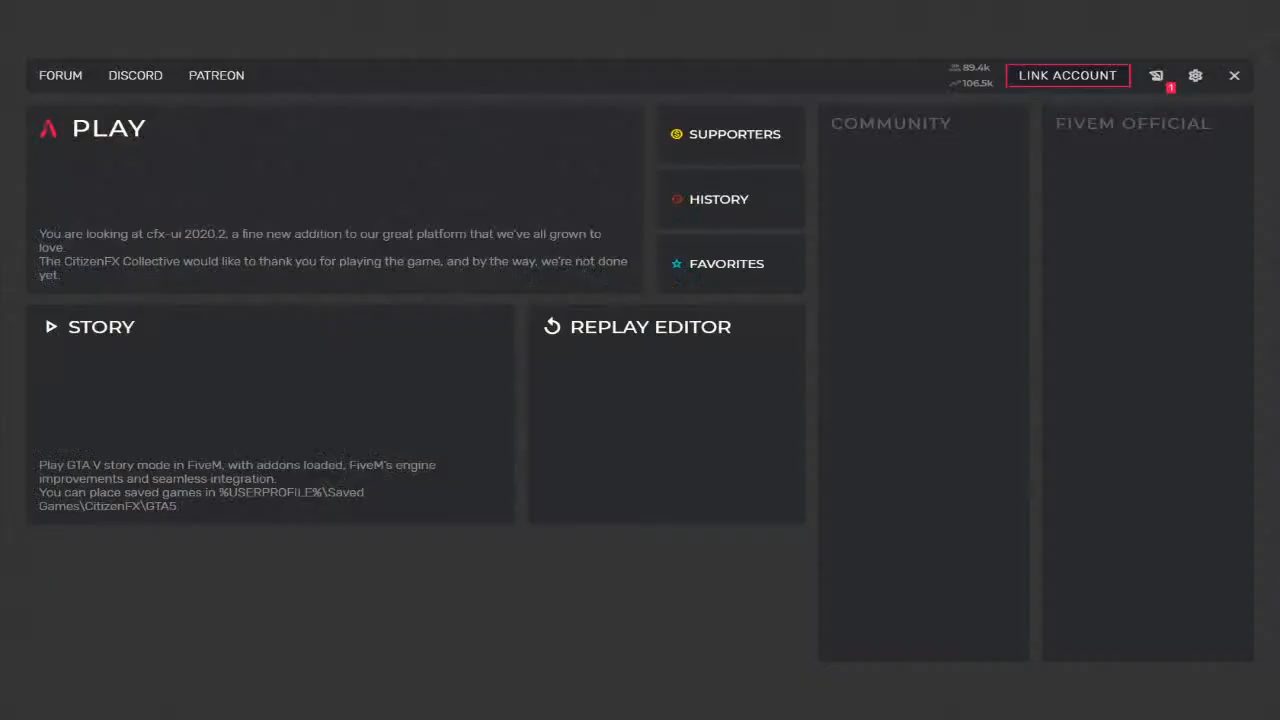 FORUM DISCORD PATREON
89.4k
106.5k
LINK ACCOUNT
1
PLAY
You are looking at cfx-ui 2020.2, a fine new addition to our great platform that we've all grown to
love.
The CitizenFX Collective would like to thank you for playing the game, and by the way, we're not done
yet.
SUPPORTERS
HISTORY
FAVORITES
COMMUNITY
FIVEM OFFICIAL
STORY
Play GTA V story mode in FiveM, with addons loaded, FiveM's engine
improvements and seamless integration.
You can place saved games in %USERPROFILE%\Saved
Games\CitizenFX\GTA5.
REPLAY EDITOR